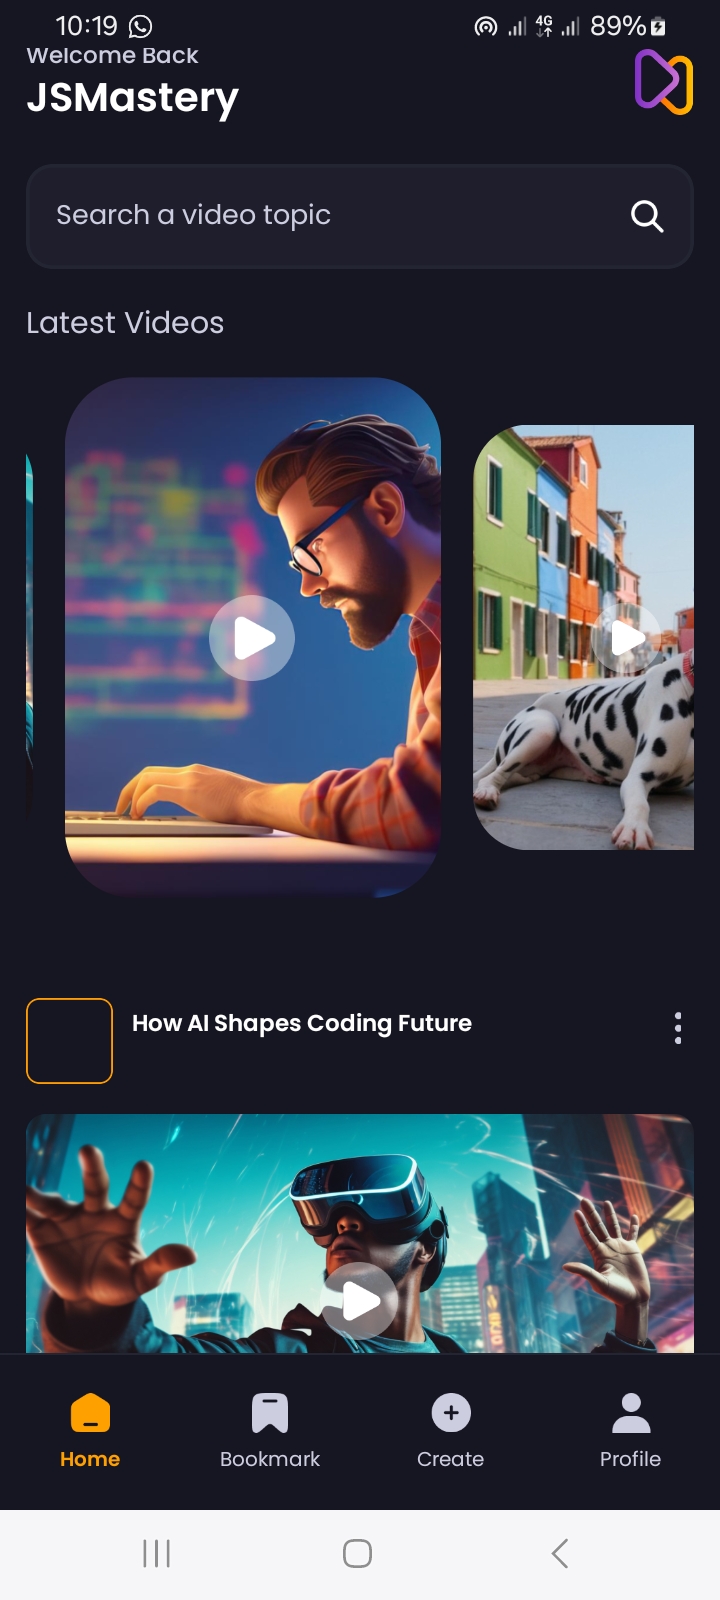 10:19 4G 89%
Welcome Back
JSMastery
Search a video topic
Latest Videos
How AI Shapes Coding Future
Home Bookmark Create Profile